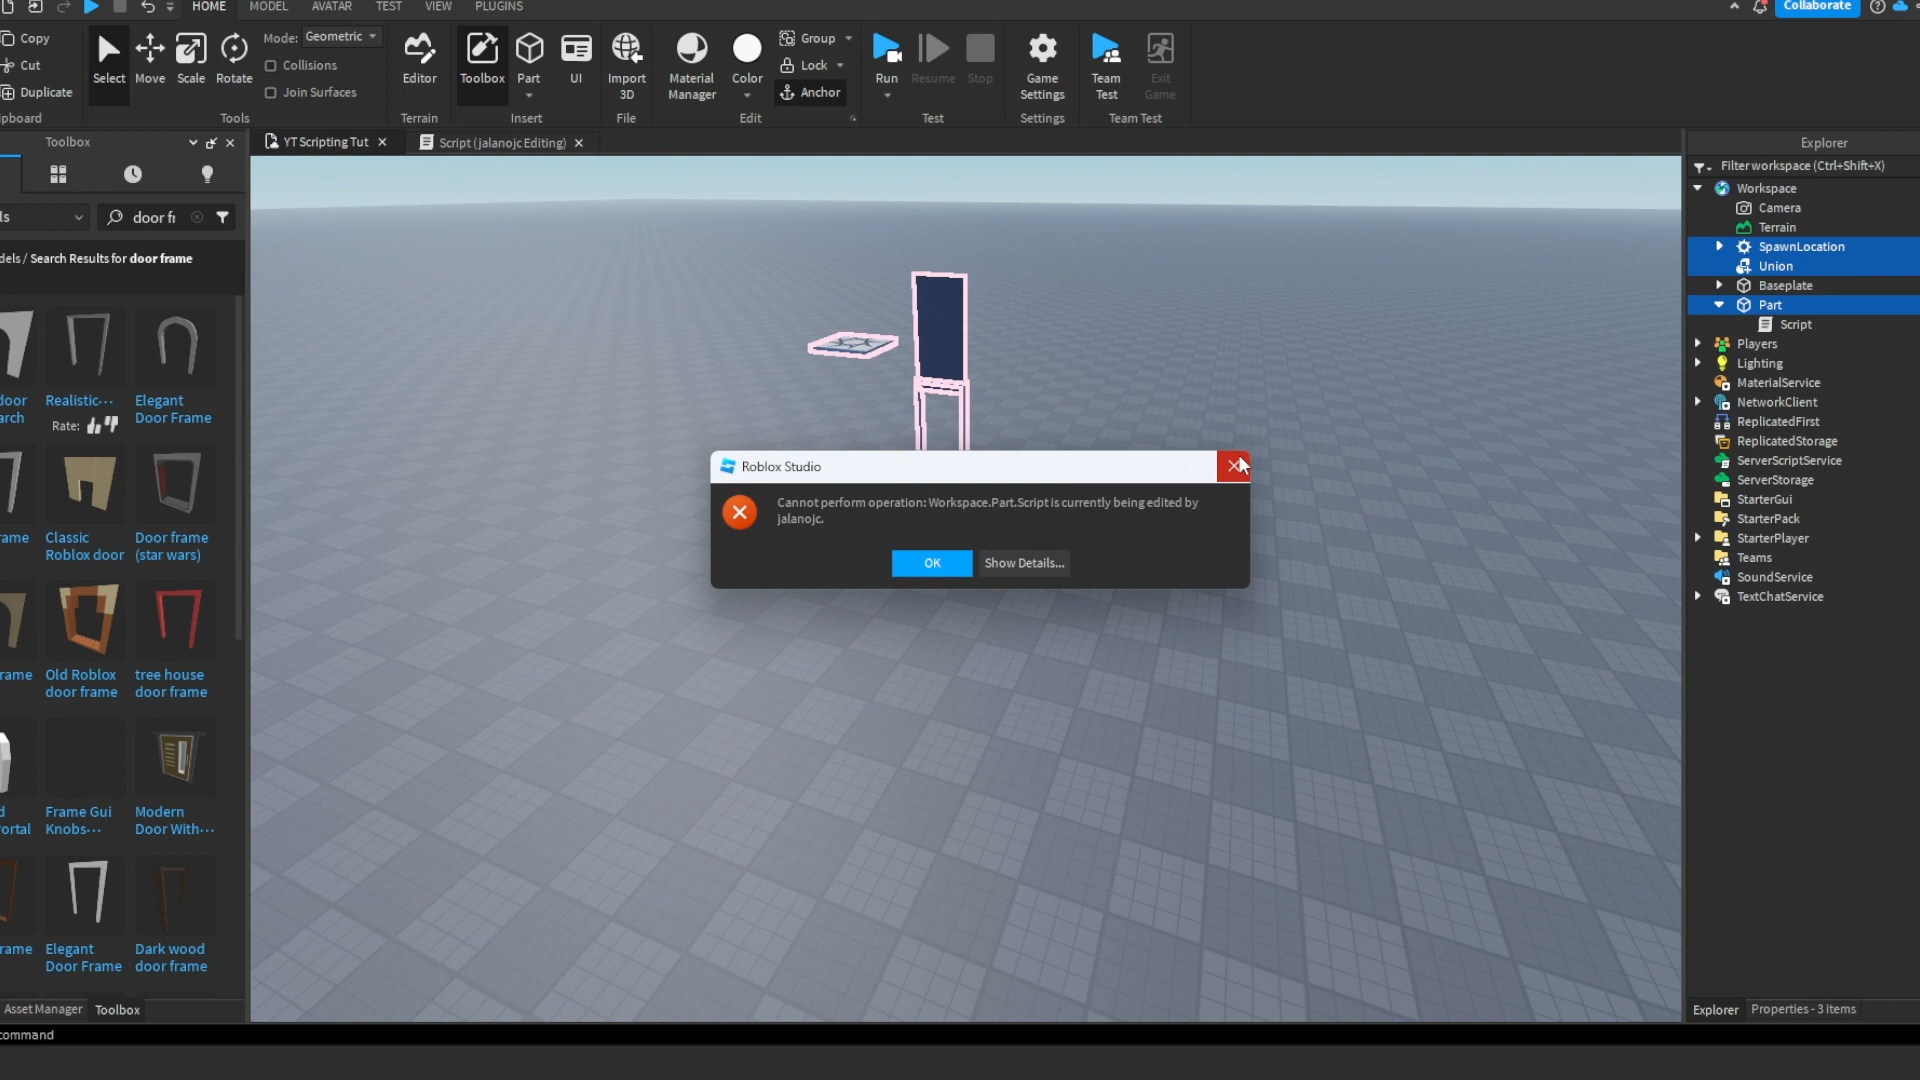 HOME
MODEL
AVATAR
TEST
VIEW
PLUGINS
Collaborate
Copy
Cut
Duplicate
pboard
Select
Move
Scale
Rotate
Mode: Geometric
Collisions
Join Surfaces
Tools
Editor
Terrain
Toolbox
Part
UI
Insert
Import
3D
File
Material
Manager
Color
Group
Lock
Anchor
Edit
Run
Resume
Stop
Test
Game
Settings
Settings
Team
Test
Exit
Game
Team Test
Toolbox
YT Scripting Tut
Script (jalanojc Editing)
Explorer
ls
door fi
dels / Search Results for door frame
door
arch
Realistic···
Rate:
Elegant
Door Frame
rame
Classic
Roblox door
Door frame
(star wars)
rame
Old Roblox
door frame
tree house
door frame
d
Portal
Frame Gui
Knobs···
Modern
Door With···
rame
Elegant
Door Frame
Dark wood
door frame
Asset Manager
Toolbox
command
Roblox Studio
Cannot perform operation: Workspace.Part.Script is currently being edited by
jalanojc.
OK
Show Details...
Filter workspace (Ctrl+Shift+X)
Workspace
Camera
Terrain
SpawnLocation
Union
Baseplate
Part
Script
Players
Lighting
MaterialService
NetworkClient
ReplicatedFirst
ReplicatedStorage
ServerScriptService
ServerStorage
StarterGui
StarterPack
StarterPlayer
Teams
SoundService
TextChatService
Explorer
Properties - 3 items